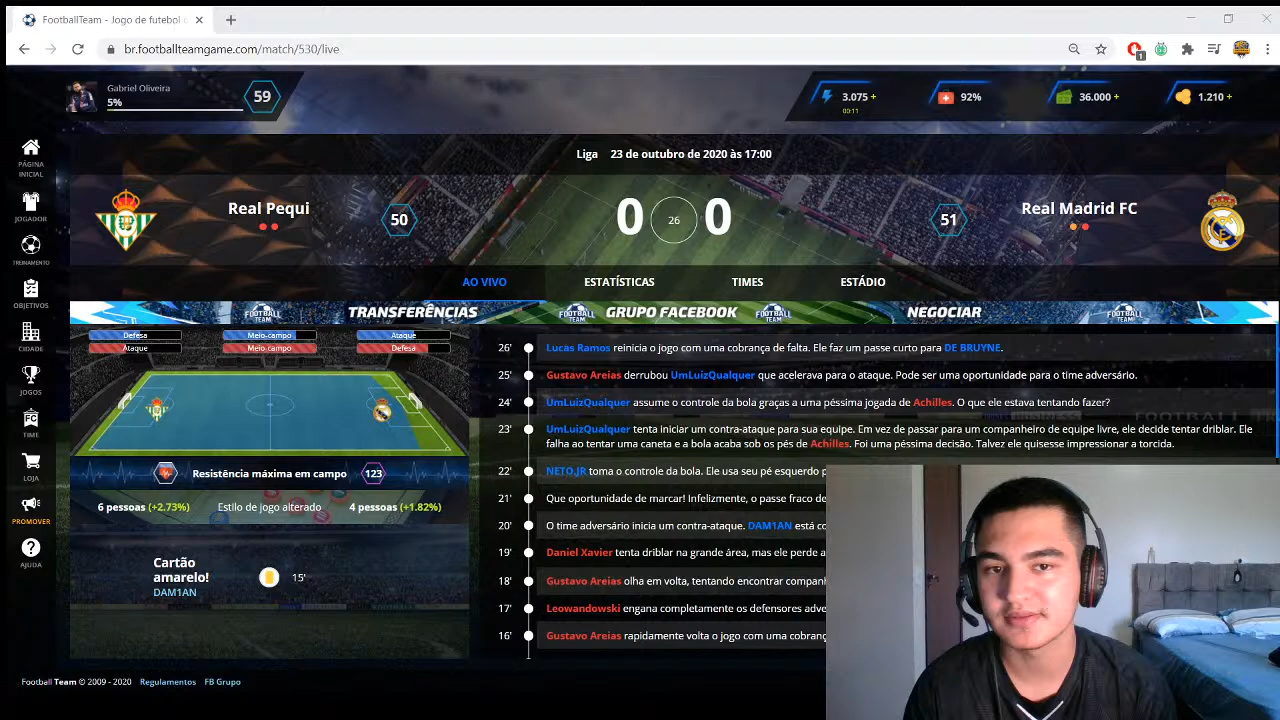 FootballTeam - Jogo de futebol
br.footballteamgame.com/match/530/live
1
Gabriel Oliveira
5%
59
3.075 +
00:11
92%
36.000 +
1.210 +
Liga 23 de outubro de 2020 às 17:00
Real Pequi
50
0
26
0
51
Real Madrid FC
AO VIVO
ESTATÍSTICAS
TIMES
ESTÁDIO
FOOTBALL TEAM
TRANSFERÊNCIAS
FOOTBALL TEAM
GRUPO FACEBOOK
FOOTBALL TEAM
NEGOCIAR
FOOTBALL TEAM
PÁGINA
INICIAL
JOGADOR
TREINAMENTO
OBJETIVOS
CIDADE
JOGOS
TIME
LOJA
PROMOVER
AJUDA
Defesa
Meio-campo
Ataque
Ataque
Meio-campo
Defesa
Resistência máxima em campo 123
6 pessoas (+2.73%) Estilo de jogo alterado 4 pessoas (+1.82%)
Cartão
amarelo!
DAM1AN
15'
26' Lucas Ramos reinicia o jogo com uma cobrança de falta. Ele faz um passe curto para DE BRUYNE.
25' Gustavo Areias derrubou UmLuizQualquer que acelerava para o ataque. Pode ser uma oportunidade para o time adversário.
24' UmLuizQualquer assume o controle da bola graças a uma péssima jogada de Achilles. O que ele estava tentando fazer?
23' UmLuizQualquer tenta iniciar um contra-ataque para sua equipe. Em vez de passar para um companheiro de equipe livre, ele decide tentar driblar. Ele
falha ao tentar uma caneta e a bola acaba sob os pés de Achilles. Foi uma péssima decisão. Talvez ele quisesse impressionar a torcida.
22' NETO.JR toma o controle da bola. Ele usa seu pé esquerdo
21' Que oportunidade de marcar! Infelizmente, o passe fraco de
20' O time adversário inicia um contra-ataque. DAM1AN está
19' Daniel Xavier tenta driblar na grande área, mas ele perde a
18' Gustavo Areias olha em volta, tentando encontrar
17' Leowandowski engana completamente os defensores
16' Gustavo Areias rapidamente volta o jogo com uma
Football Team © 2009 - 2020 Regulamentos FB Grupo